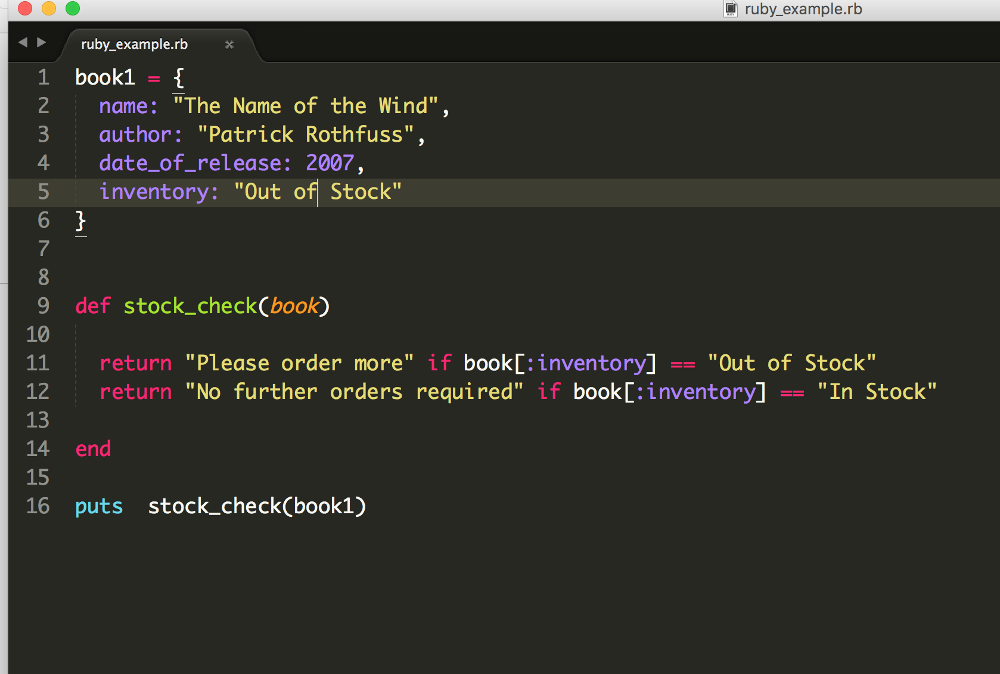 ruby_example.rb
ruby_example.rb
1 book1 = {
2   name: "The Name of the Wind",
3   author: "Patrick Rothfuss",
4   date_of_release: 2007,
5   inventory: "Out of Stock"
6 }
7
8
9 def stock_check(book)
10
11   return "Please order more" if book[:inventory] == "Out of Stock"
12   return "No further orders required" if book[:inventory] == "In Stock"
13
14 end
15
16 puts  stock_check(book1)